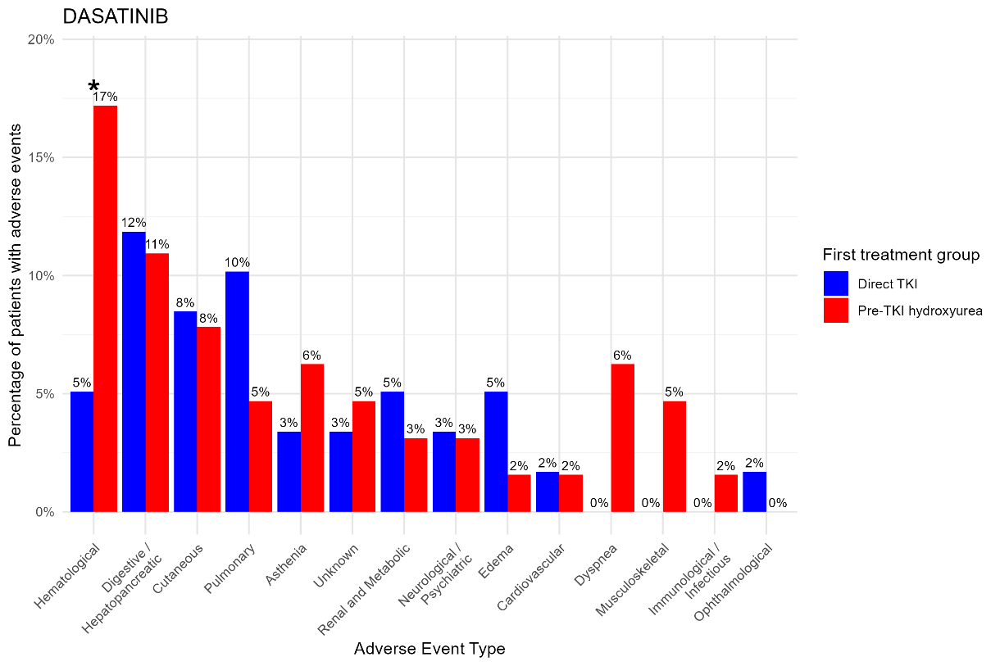 DASATINIB
Percentage of patients with adverse events
20%
15%
10%
5%
0%
*
5%
17%
12%
11%
8%
8%
10%
5%
3%
6%
3%
5%
5%
3%
3%
3%
5%
2%
2%
2%
0%
6%
0%
5%
0%
2%
2%
0%
Hematological
Digestive /
Hepatopancreatic
Cutaneous
Pulmonary
Asthenia
Unknown
Renal and Metabolic
Neurological /
Psychiatric
Edema
Cardiovascular
Dyspnea
Musculoskeletal
Immunological /
Infectious
Ophthalmological
Adverse Event Type
First treatment group
Direct TKI
Pre-TKI hydroxyurea